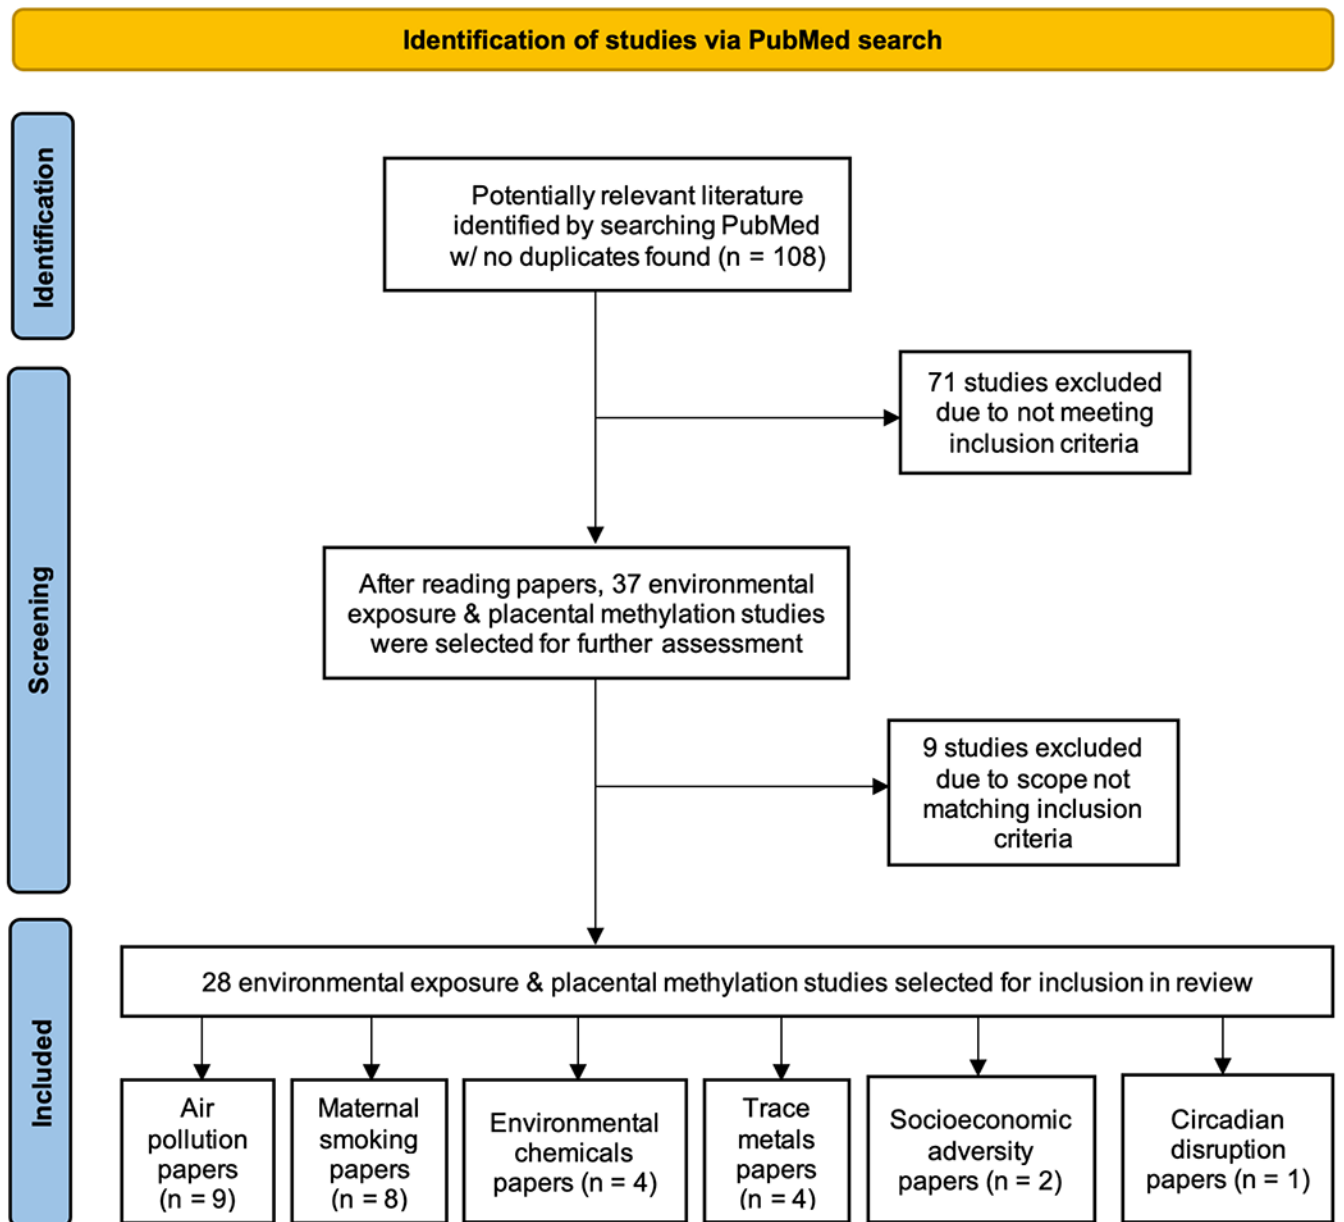 Identification of studies via PubMed search
Identification
Potentially relevant literature
identified by searching PubMed
w/ no duplicates found (n = 108)
71 studies excluded
due to not meeting
inclusion criteria
Screening
After reading papers, 37 environmental
exposure & placental methylation studies
were selected for further assessment
9 studies excluded
due to scope not
matching inclusion
criteria
Included
28 environmental exposure & placental methylation studies selected for inclusion in review
Air
pollution
papers
(n = 9)
Maternal
smoking
papers
(n = 8)
Environmental
chemicals
papers (n = 4)
Trace
metals
papers
(n = 4)
Socioeconomic
adversity
papers (n = 2)
Circadian
disruption
papers (n = 1)